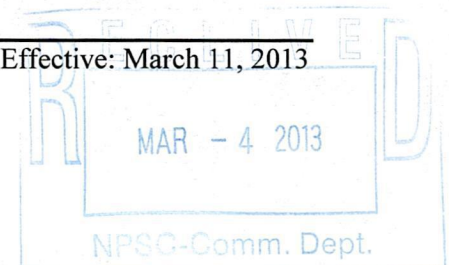 RECEIVED
Effective: March 11, 2013
MAR - 4 2013
NPSC-Comm. Dept.